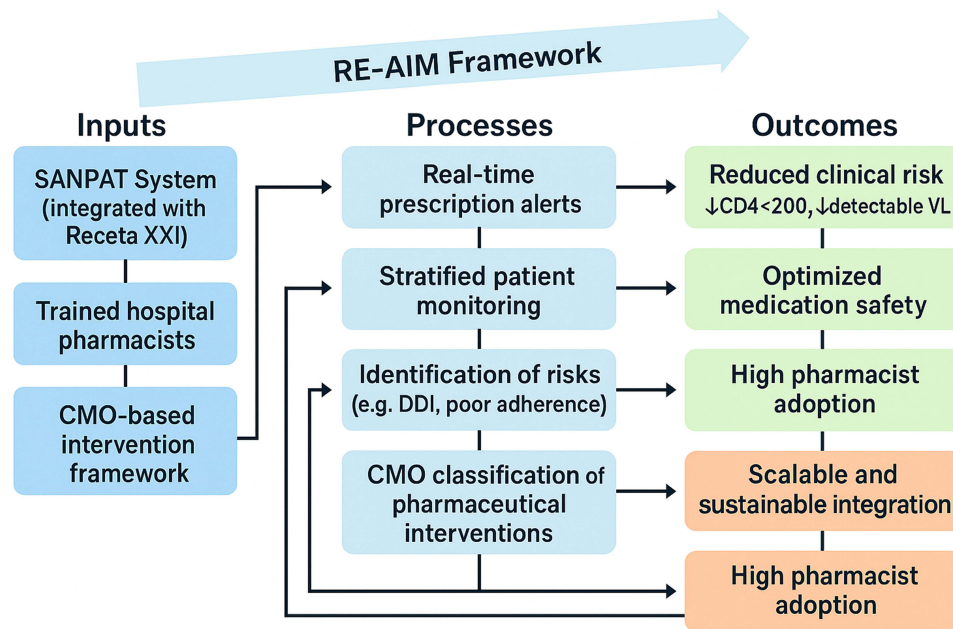 RE-AIM Framework
Inputs
SANPAT System
(integrated with
Receta XXI)
Trained hospital
pharmacists
CMO-based
intervention
framework
Processes
Real-time
prescription alerts
Stratified patient
monitoring
Identification of risks
(e.g. DDI, poor adherence)
CMO classification of
pharmaceutical
interventions
Outcomes
Reduced clinical risk
↓CD4<200, ↓detectable VL
Optimized
medication safety
High pharmacist
adoption
Scalable and
sustainable integration
High pharmacist
adoption